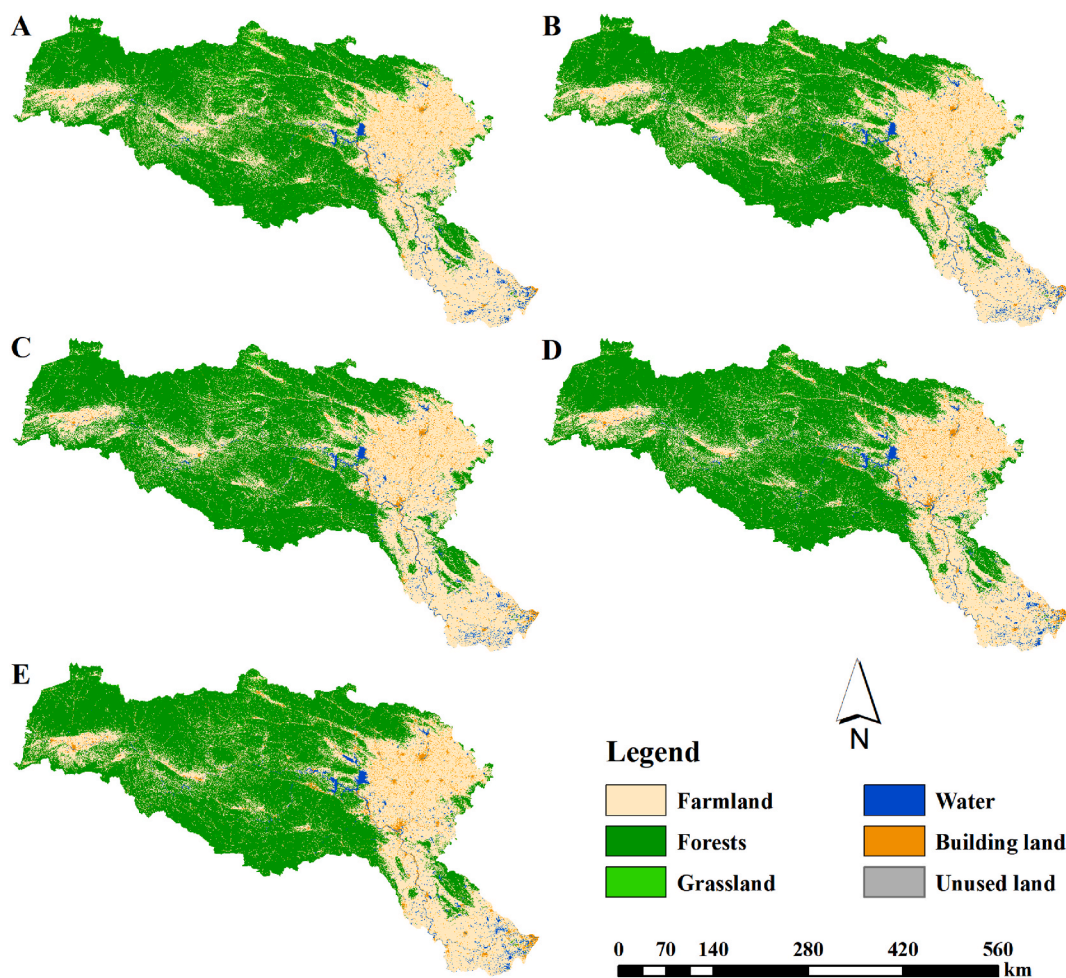 A
B
C
D
E
N
Legend
Farmland
Water
Forests
Building land
Grassland
Unused land
0 70 140 280 420 560
km